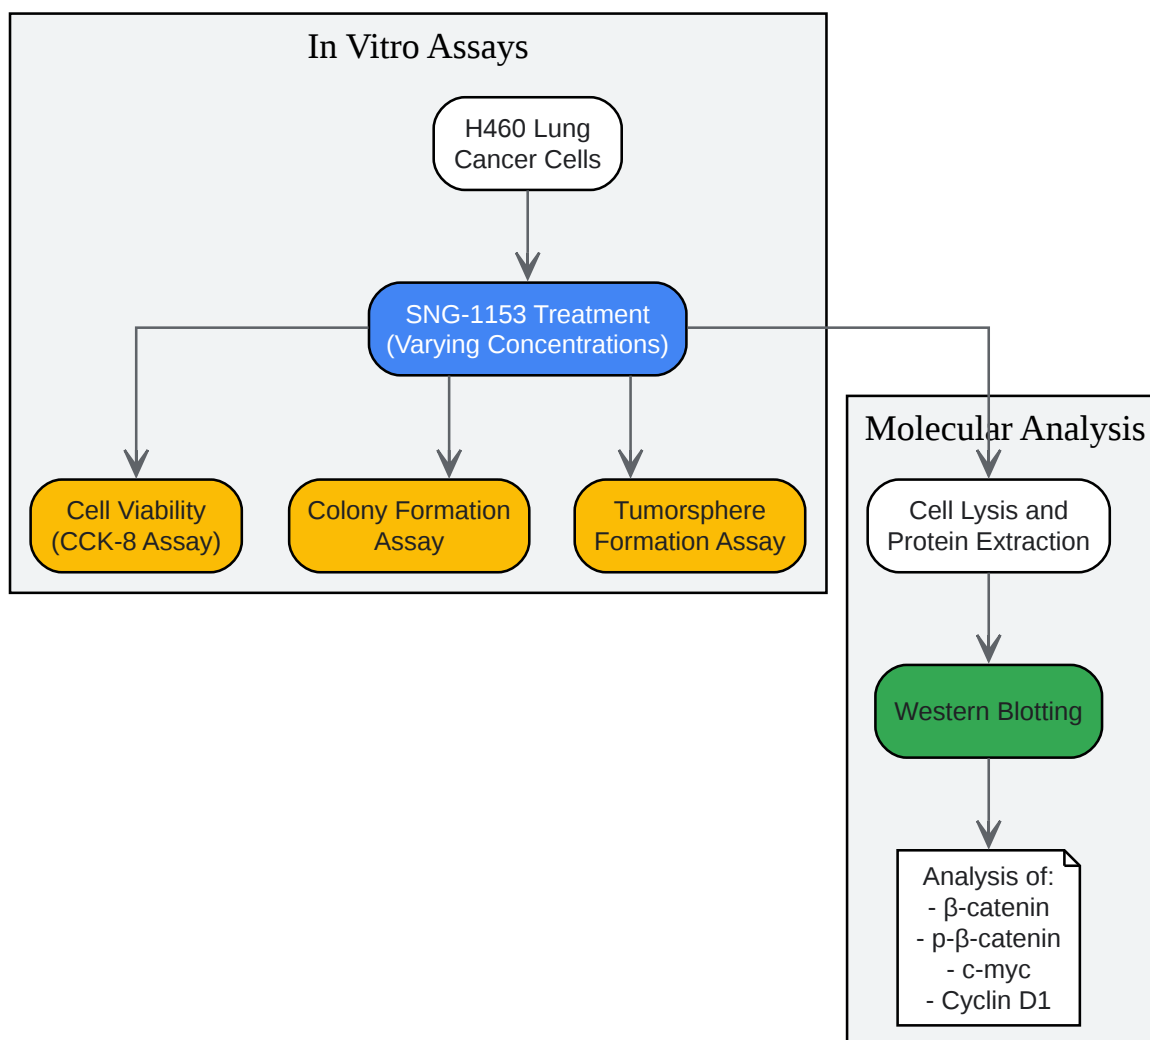 In Vitro Assays
H460 Lung
Cancer Cells
SNG-1153 Treatment
(Varying Concentrations)
Cell Viability
(CCK-8 Assay)
Colony Formation
Assay
Tumorsphere
Formation Assay
Molecular Analysis
Cell Lysis and
Protein Extraction
Western Blotting
Analysis of:
- β-catenin
- p-β-catenin
- c-myc
- Cyclin D1